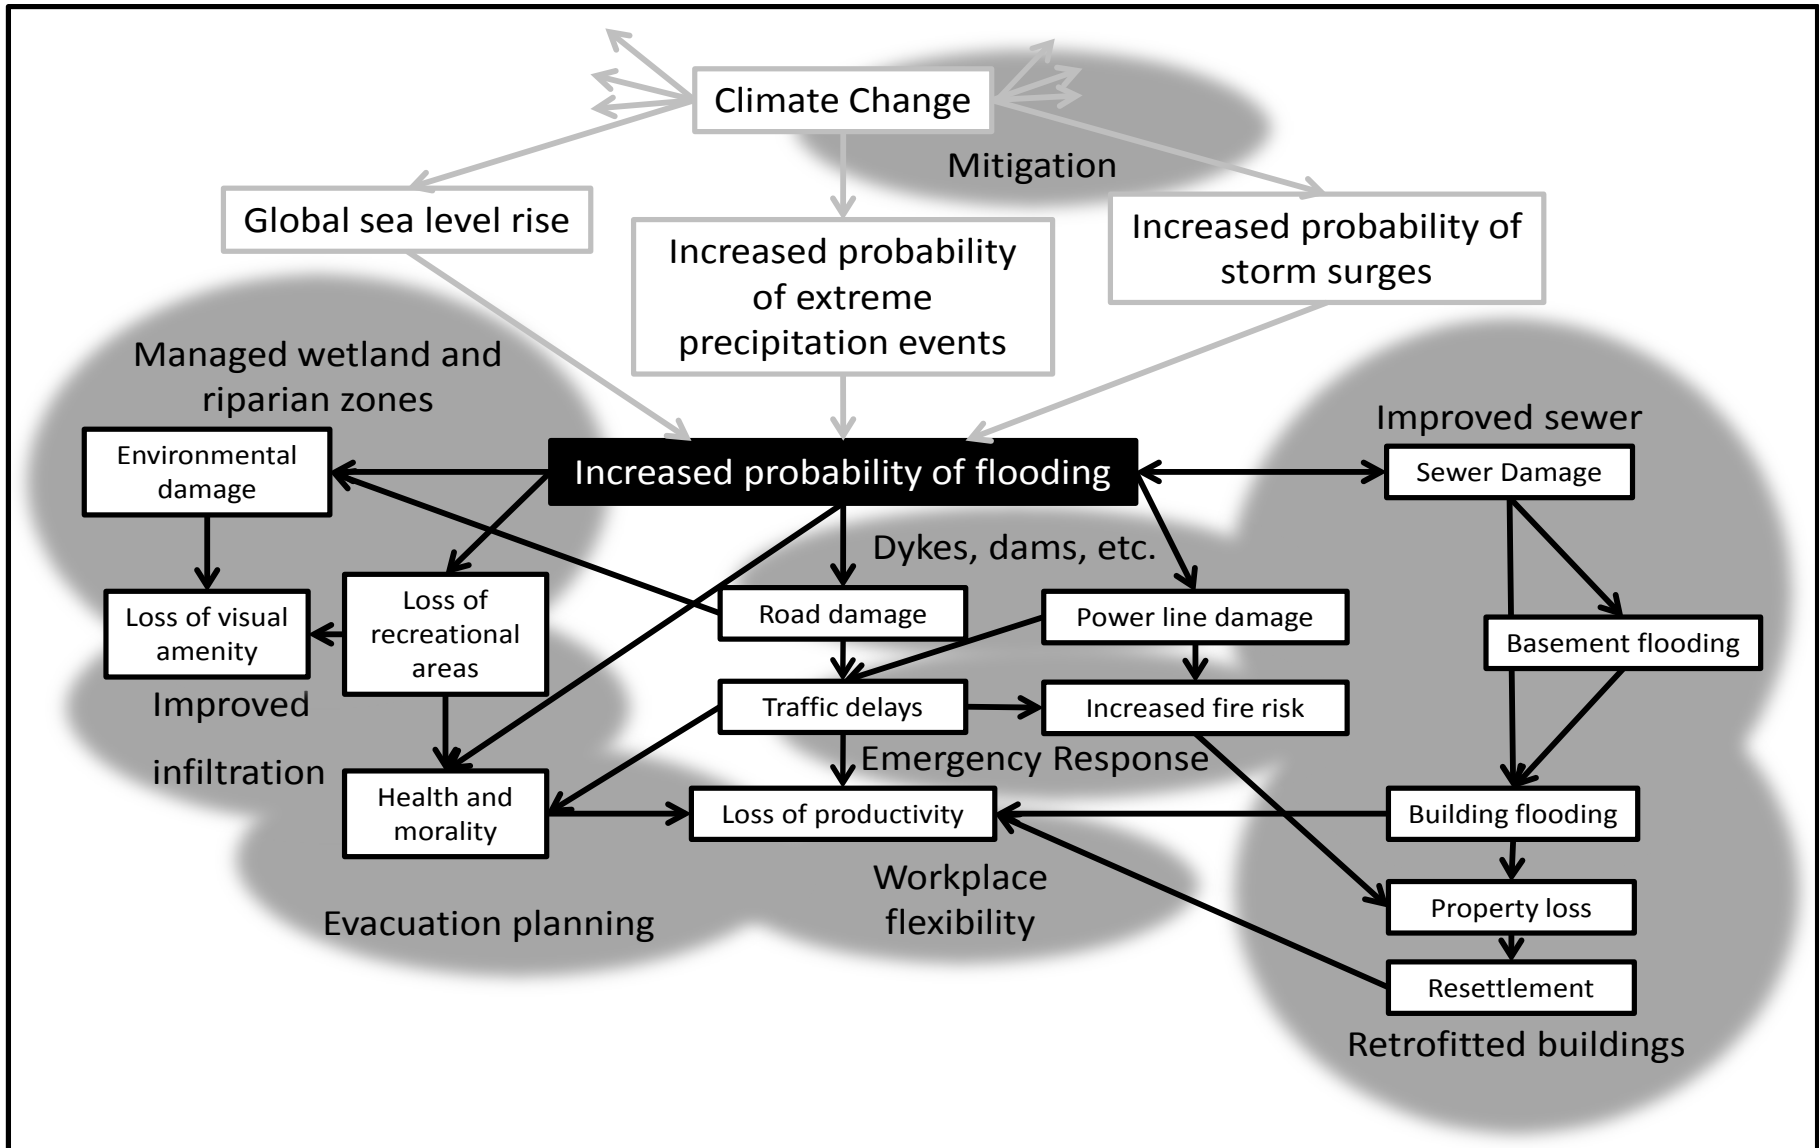 Climate Change
Mitigation
Global sea level rise
Increased probability
of extreme
precipitation events
Increased probability of
storm surges
Managed wetland and
riparian zones
Improved sewer
Environmental
damage
Increased probability of flooding
Sewer Damage
Dykes, dams, etc.
Loss of visual
amenity
Loss of
recreational
areas
Road damage
Power line damage
Basement flooding
Improved
infiltration
Traffic delays
Increased fire risk
Emergency Response
Health and
morality
Loss of productivity
Building flooding
Workplace
flexibility
Evacuation planning
Property loss
Resettlement
Retrofitted buildings